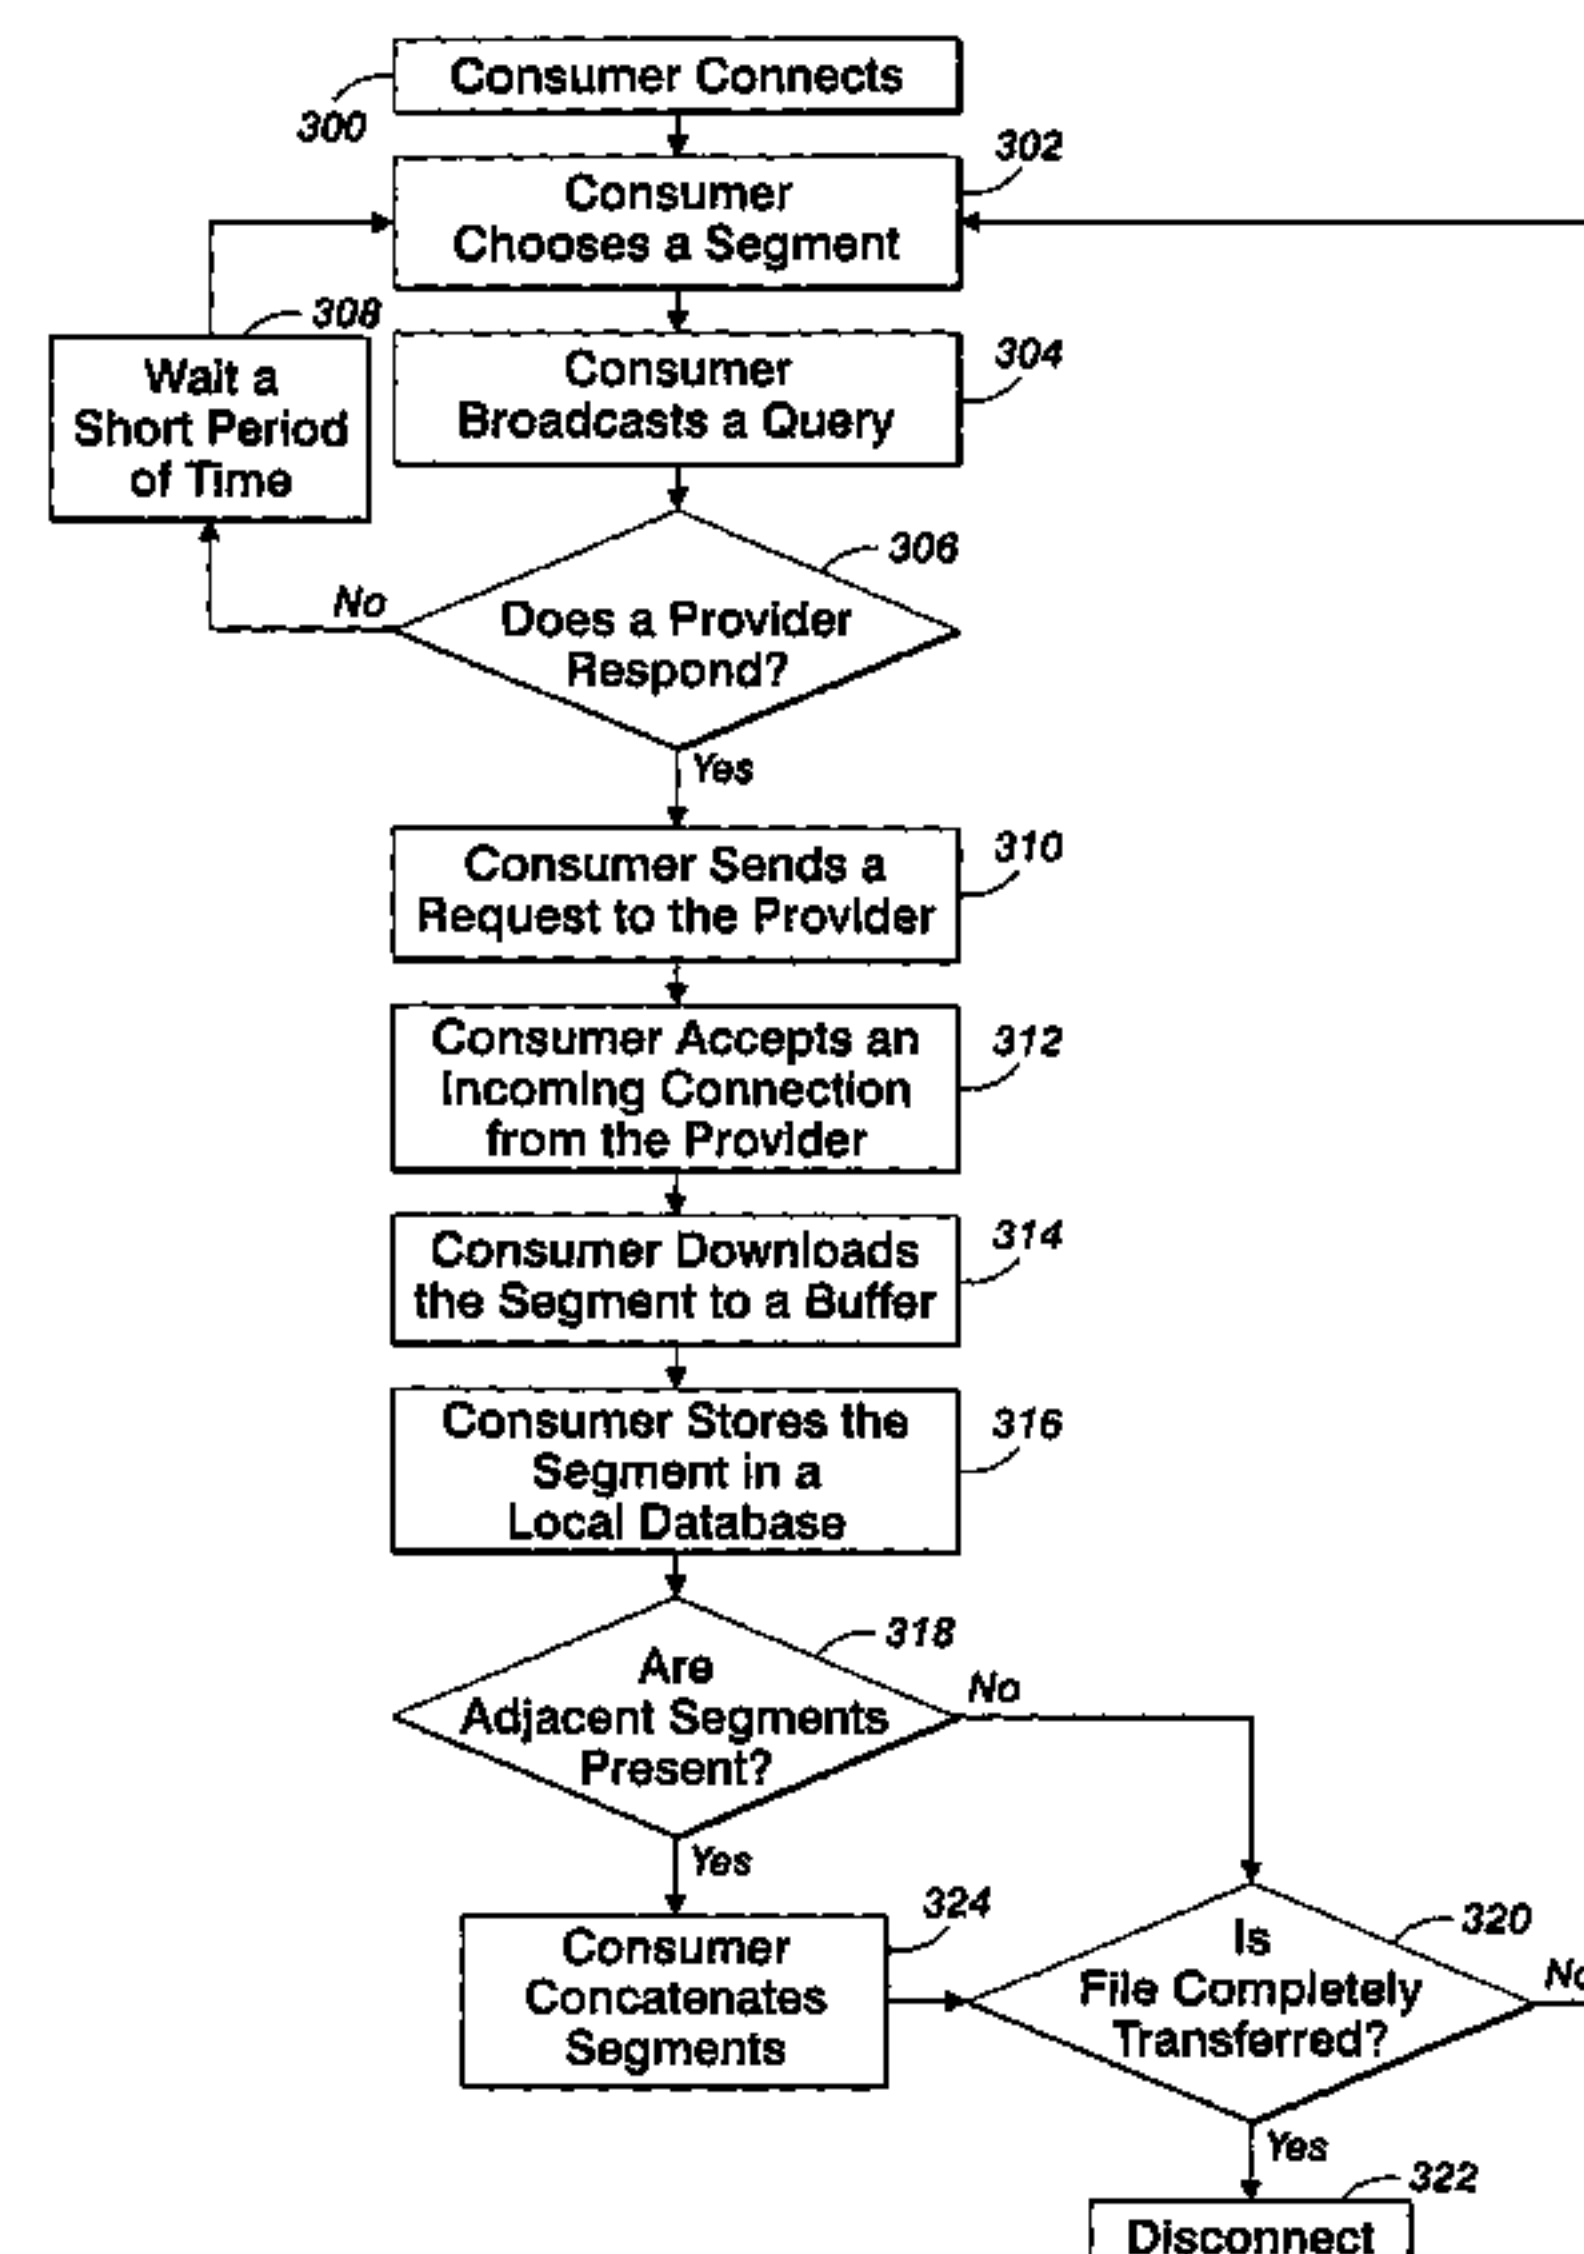 Consumer Connects
300
302
Consumer
Chooses a Segment
308
Wait a
Short Period
of Time
304
Consumer
Broadcasts a Query
306
Does a Provider
Respond?
No
Yes
310
Consumer Sends a
Request to the Provider
312
Consumer Accepts an
Incoming Connection
from the Provider
314
Consumer Downloads
the Segment to a Buffer
316
Consumer Stores the
Segment in a
Local Database
318
Are
Adjacent Segments
Present?
No
Yes
324
Consumer
Concatenates
Segments
320
Is
File Completely
Transferred?
No
Yes
322
Disconnect